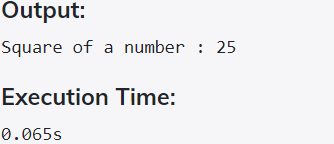 Output:
Square of a number : 25
Execution Time:
0.065s